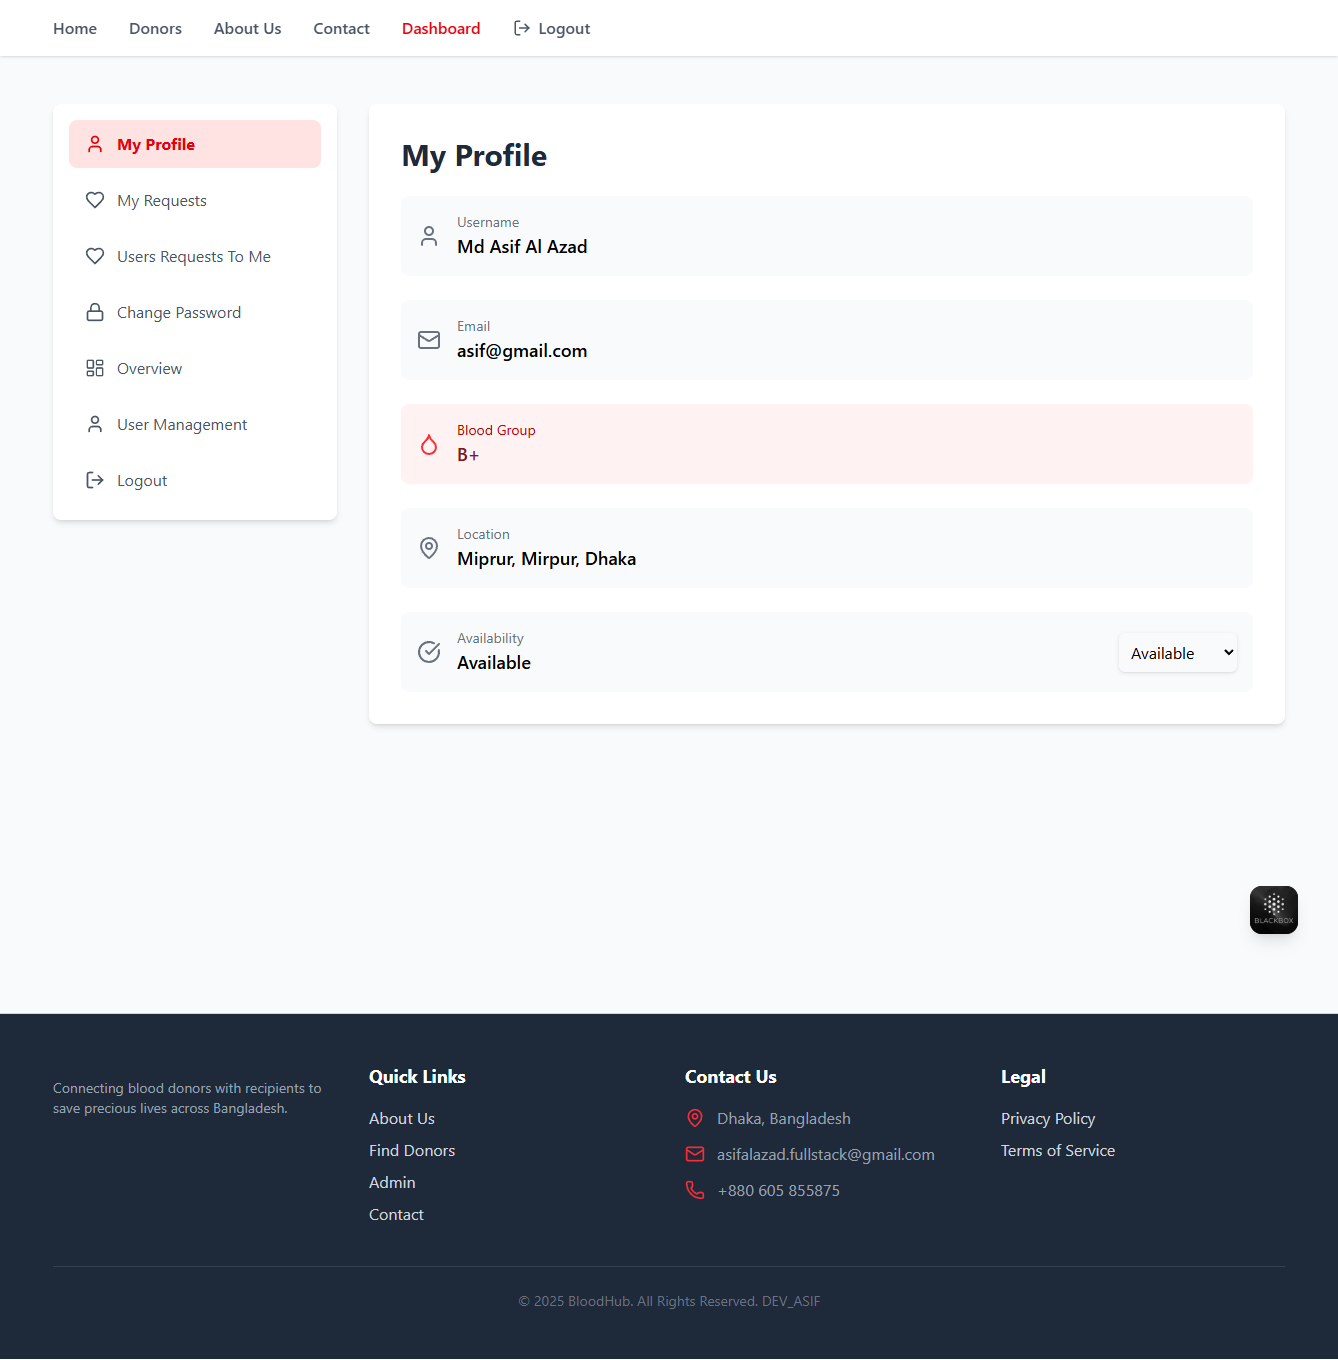 Home
Donors
About Us
Contact
Dashboard
Logout
My Profile
My Requests
Users Requests To Me
Change Password
Overview
User Management
Logout
My Profile
Username
Md Asif Al Azad
Email
asif@gmail.com
Blood Group
B+
Location
Miprur, Mirpur, Dhaka
Availability
Available
Available
BLACKBOX
Connecting blood donors with recipients to
save precious lives across Bangladesh.
Quick Links
About Us
Find Donors
Admin
Contact
Contact Us
Dhaka, Bangladesh
asifalazad.fullstack@gmail.com
+880 605 855875
Legal
Privacy Policy
Terms of Service
© 2025 BloodHub. All Rights Reserved. DEV_ASIF